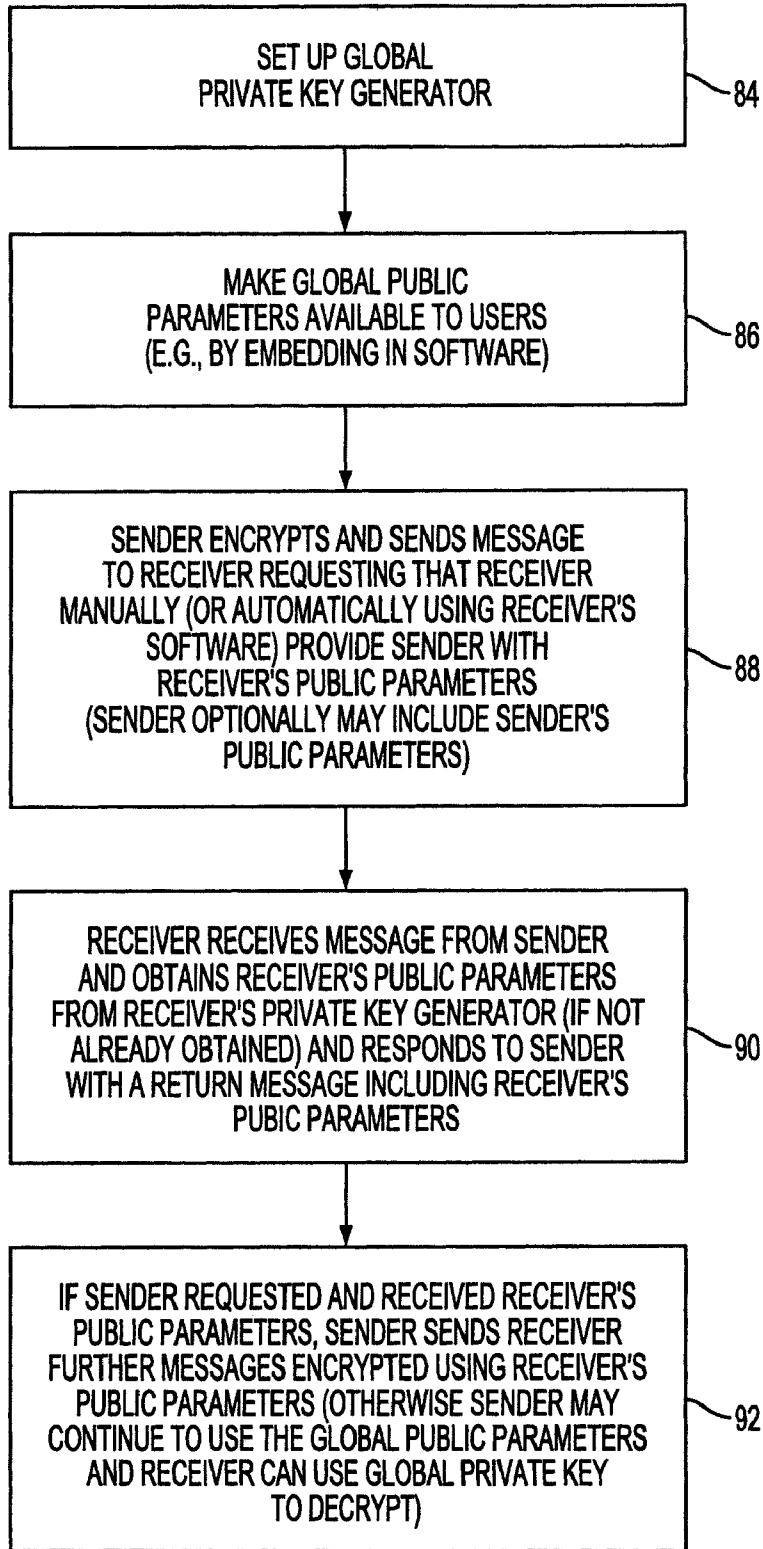 SET UP GLOBAL
PRIVATE KEY GENERATOR
84
MAKE GLOBAL PUBLIC
PARAMETERS AVAILABLE TO USERS
(E.G., BY EMBEDDING IN SOFTWARE)
86
SENDER ENCRYPTS AND SENDS MESSAGE
TO RECEIVER REQUESTING THAT RECEIVER
MANUALLY (OR AUTOMATICALLY USING RECEIVER'S
SOFTWARE) PROVIDE SENDER WITH
RECEIVER'S PUBLIC PARAMETERS
(SENDER OPTIONALLY MAY INCLUDE SENDER'S
PUBLIC PARAMETERS)
88
RECEIVER RECEIVES MESSAGE FROM SENDER
AND OBTAINS RECEIVER'S PUBLIC PARAMETERS
FROM RECEIVER'S PRIVATE KEY GENERATOR (IF NOT
ALREADY OBTAINED) AND RESPONDS TO SENDER
WITH A RETURN MESSAGE INCLUDING RECEIVER'S
PUBIC PARAMETERS
90
IF SENDER REQUESTED AND RECEIVED RECEIVER'S
PUBLIC PARAMETERS, SENDER SENDS RECEIVER
FURTHER MESSAGES ENCRYPTED USING RECEIVER'S
PUBLIC PARAMETERS (OTHERWISE SENDER MAY
CONTINUE TO USE THE GLOBAL PUBLIC PARAMETERS
AND RECEIVER CAN USE GLOBAL PRIVATE KEY
TO DECRYPT)
92